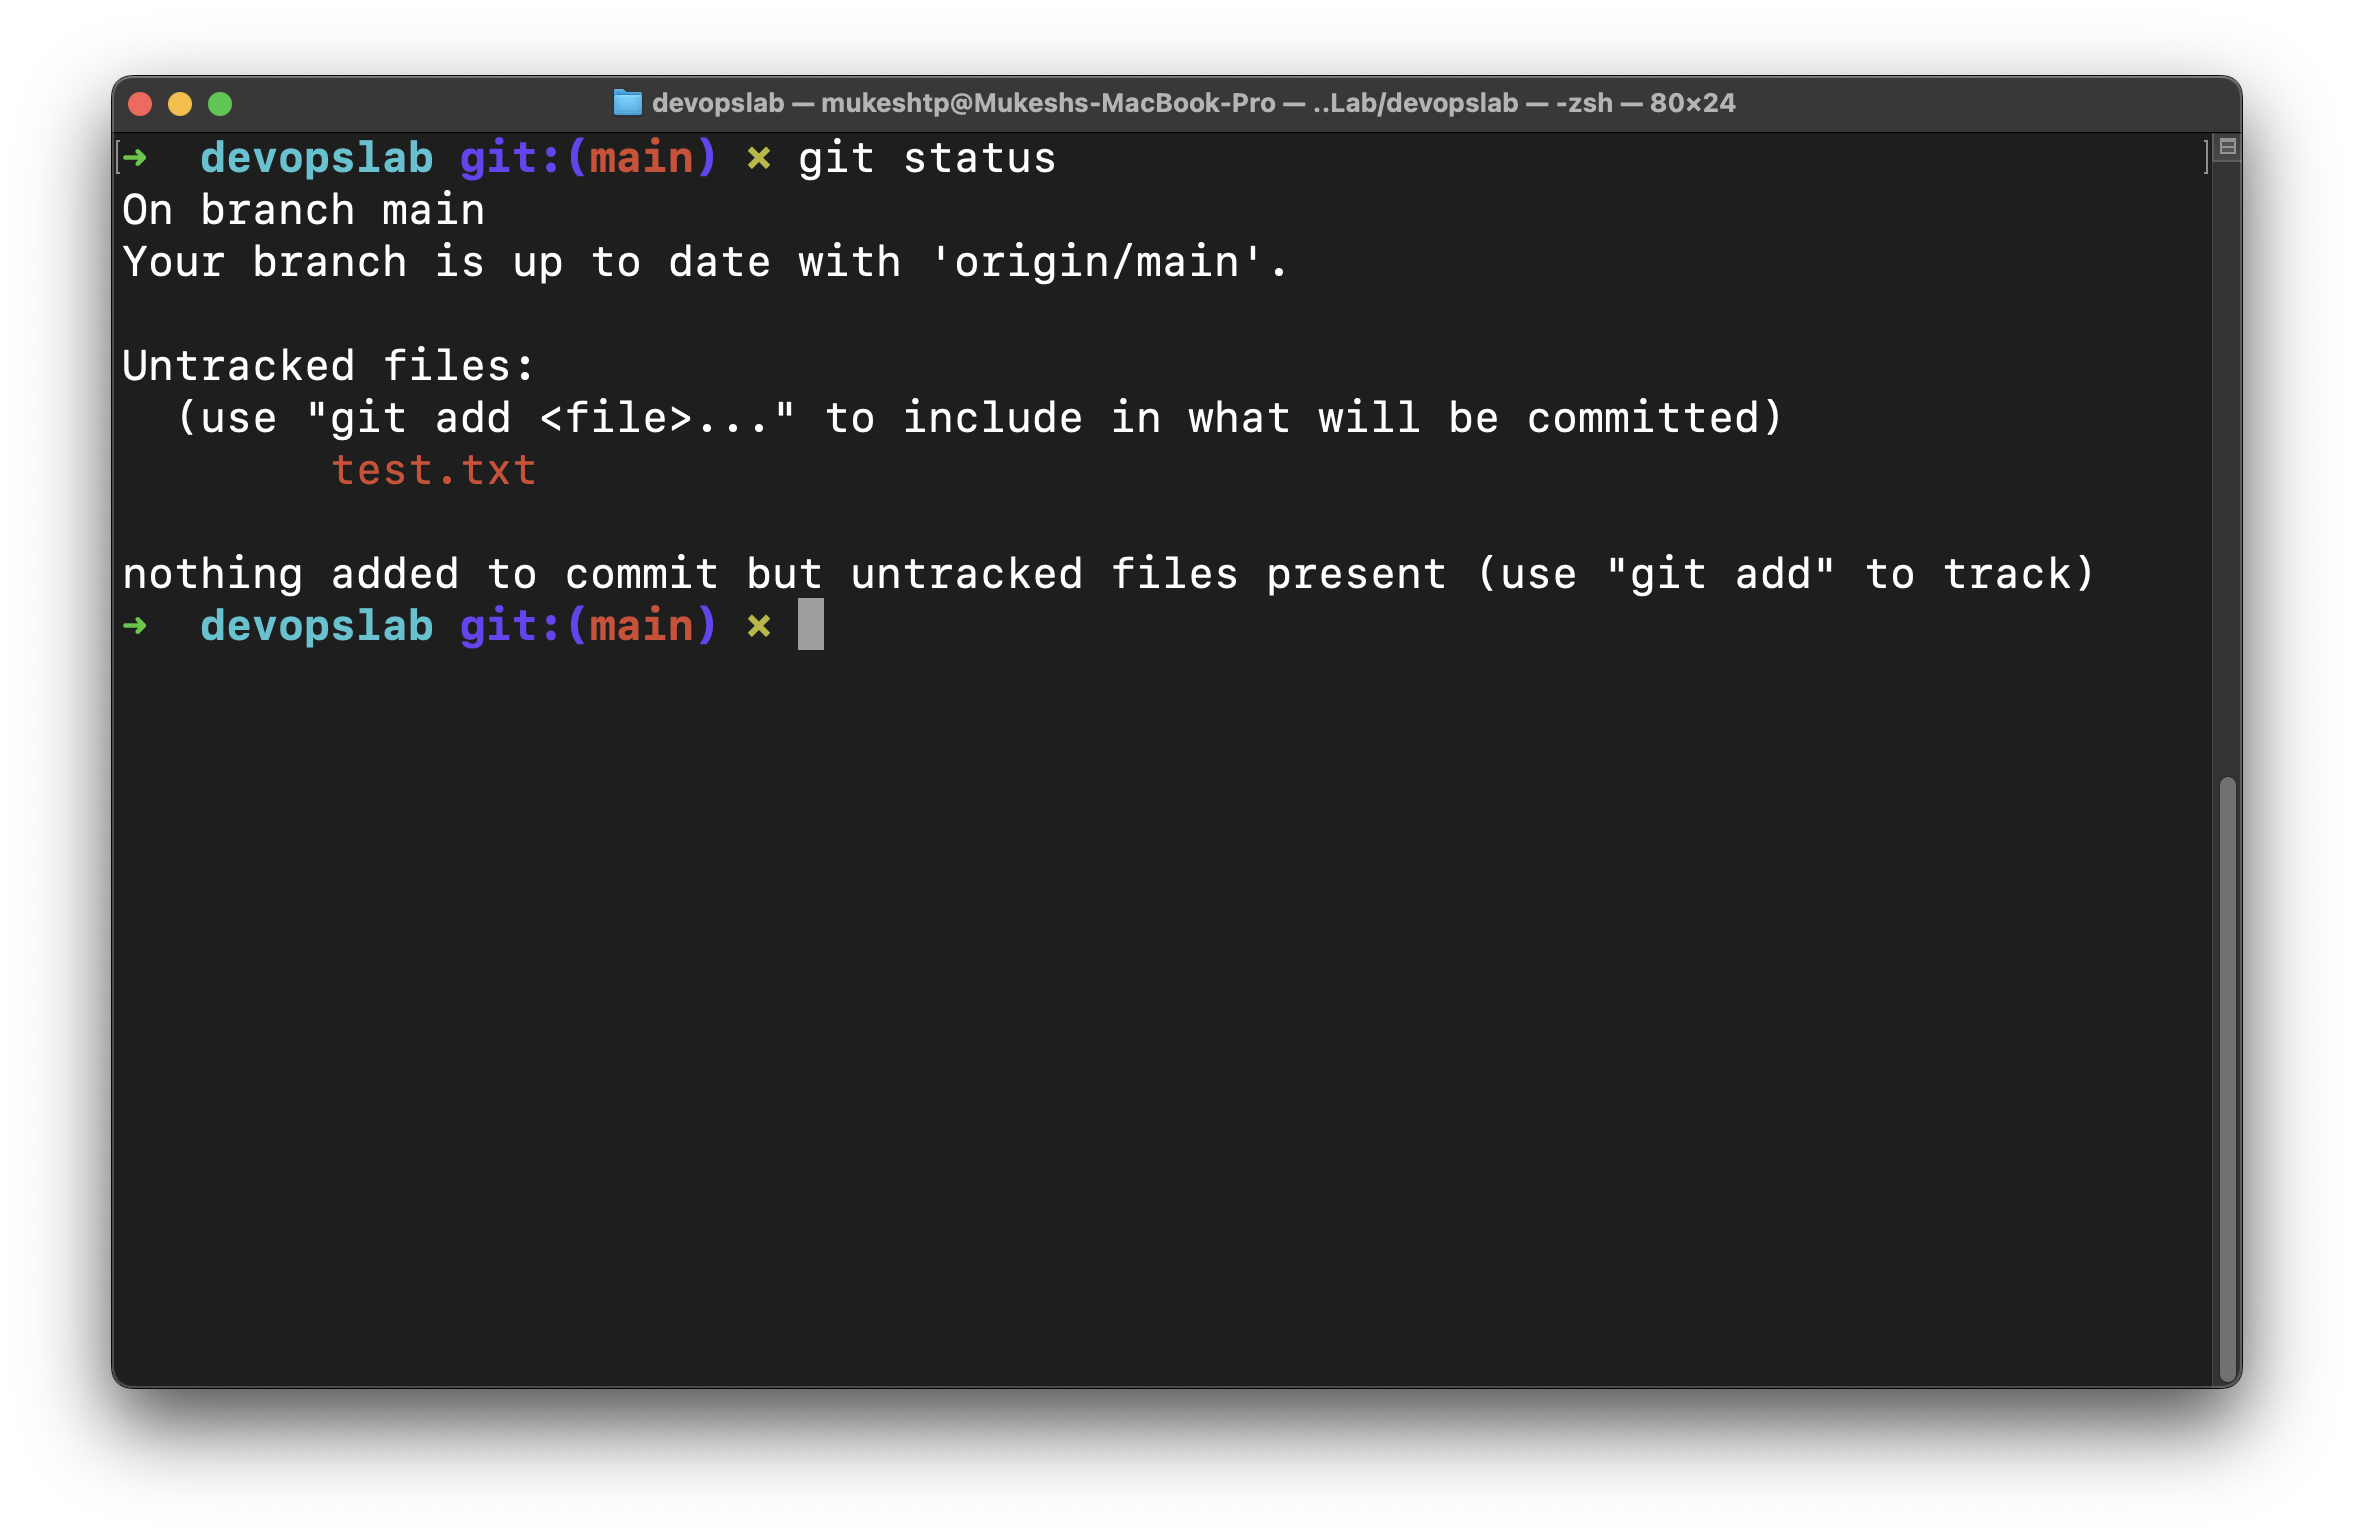 devopslab — mukeshtp@Mukeshs-MacBook-Pro — ..Lab/devopslab — -zsh — 80×24
[➜  devopslab git:(main) ✗ git status ]
On branch main
Your branch is up to date with 'origin/main'.
Untracked files:
  (use "git add <file>..." to include in what will be committed)
        test.txt
nothing added to commit but untracked files present (use "git add" to track)
➜  devopslab git:(main) ✗